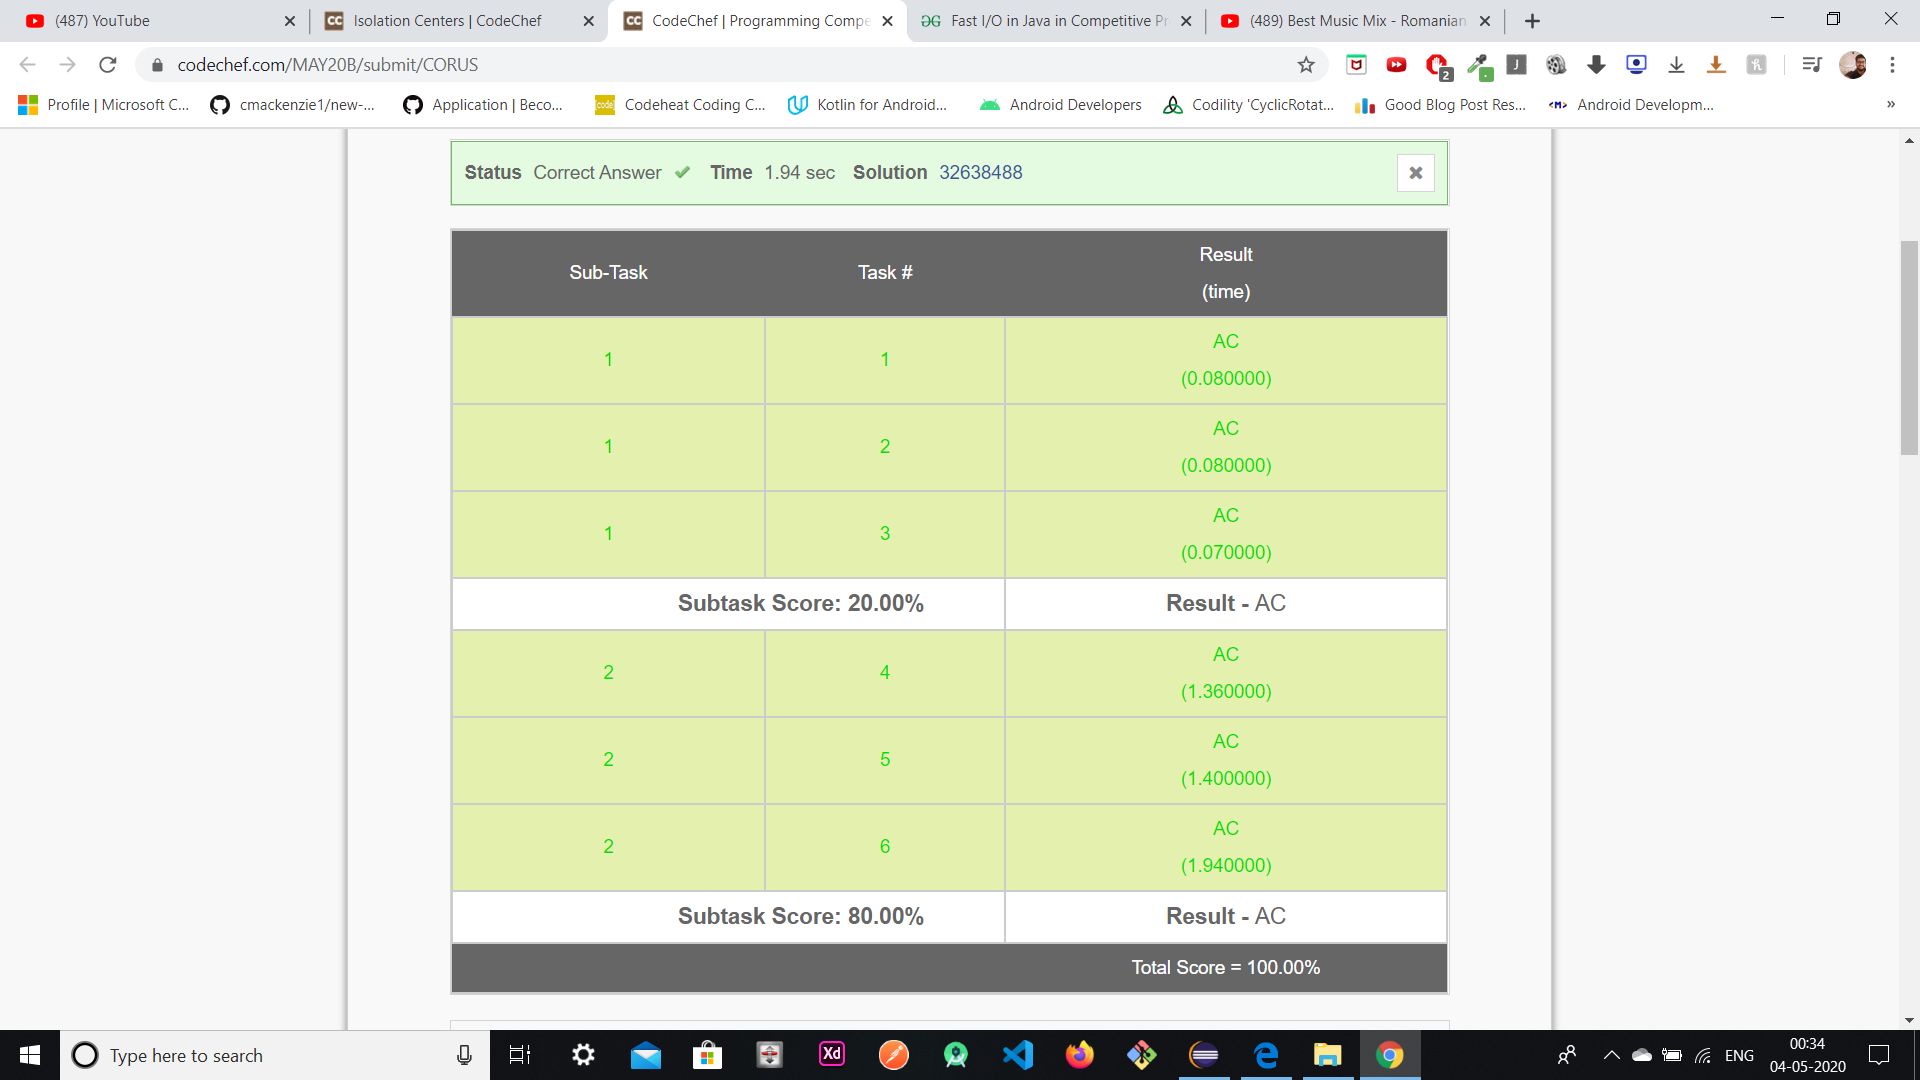 (487) YouTube
Isolation Centers | CodeChef
CodeChef | Programming Compe
Fast I/O in Java in Competitive Pr
(489) Best Music Mix - Romanian
codechef.com/MAY20B/submit/CORUS
2
J
Profile | Microsoft C...
cmackenzie1/new-...
Application | Beco...
Codeheat Coding C...
Kotlin for Android...
Android Developers
Codility 'CyclicRotat...
Good Blog Post Res...
<M>
Android Developm...
»
Status Correct Answer ✔ Time 1.94 sec Solution 32638488
Sub-Task Task # Result
(time)
1 1 AC
(0.080000)
1 2 AC
(0.080000)
1 3 AC
(0.070000)
Subtask Score: 20.00% Result - AC
2 4 AC
(1.360000)
2 5 AC
(1.400000)
2 6 AC
(1.940000)
Subtask Score: 80.00% Result - AC
Total Score = 100.00%
Type here to search
Xd
ENG
00:34
04-05-2020